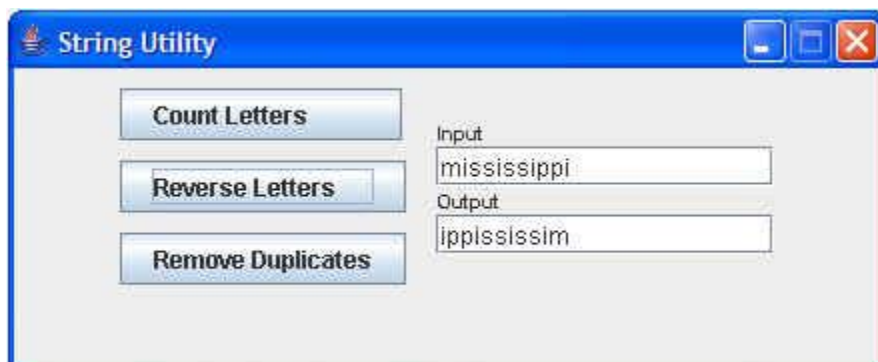 String Utility
Count Letters
Reverse Letters
Remove Duplicates
Input
mississippi
Output
ippississim